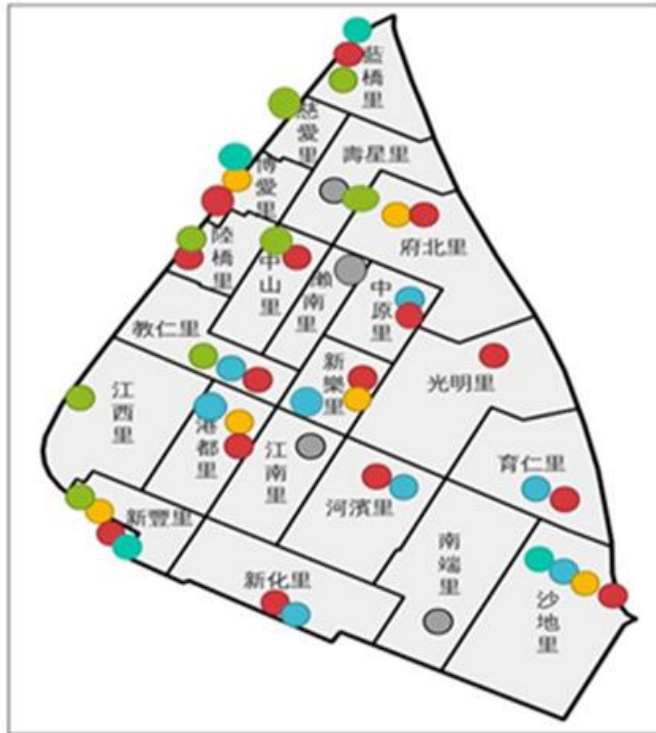 藍橋里
慈愛里
壽星里
博愛里
府北里
陸橋里
中山里
瀨南里
中原里
教仁里
新樂里
光明里
江西里
港都里
江南里
育仁里
河濱里
新豐里
南端里
新化里
沙地里